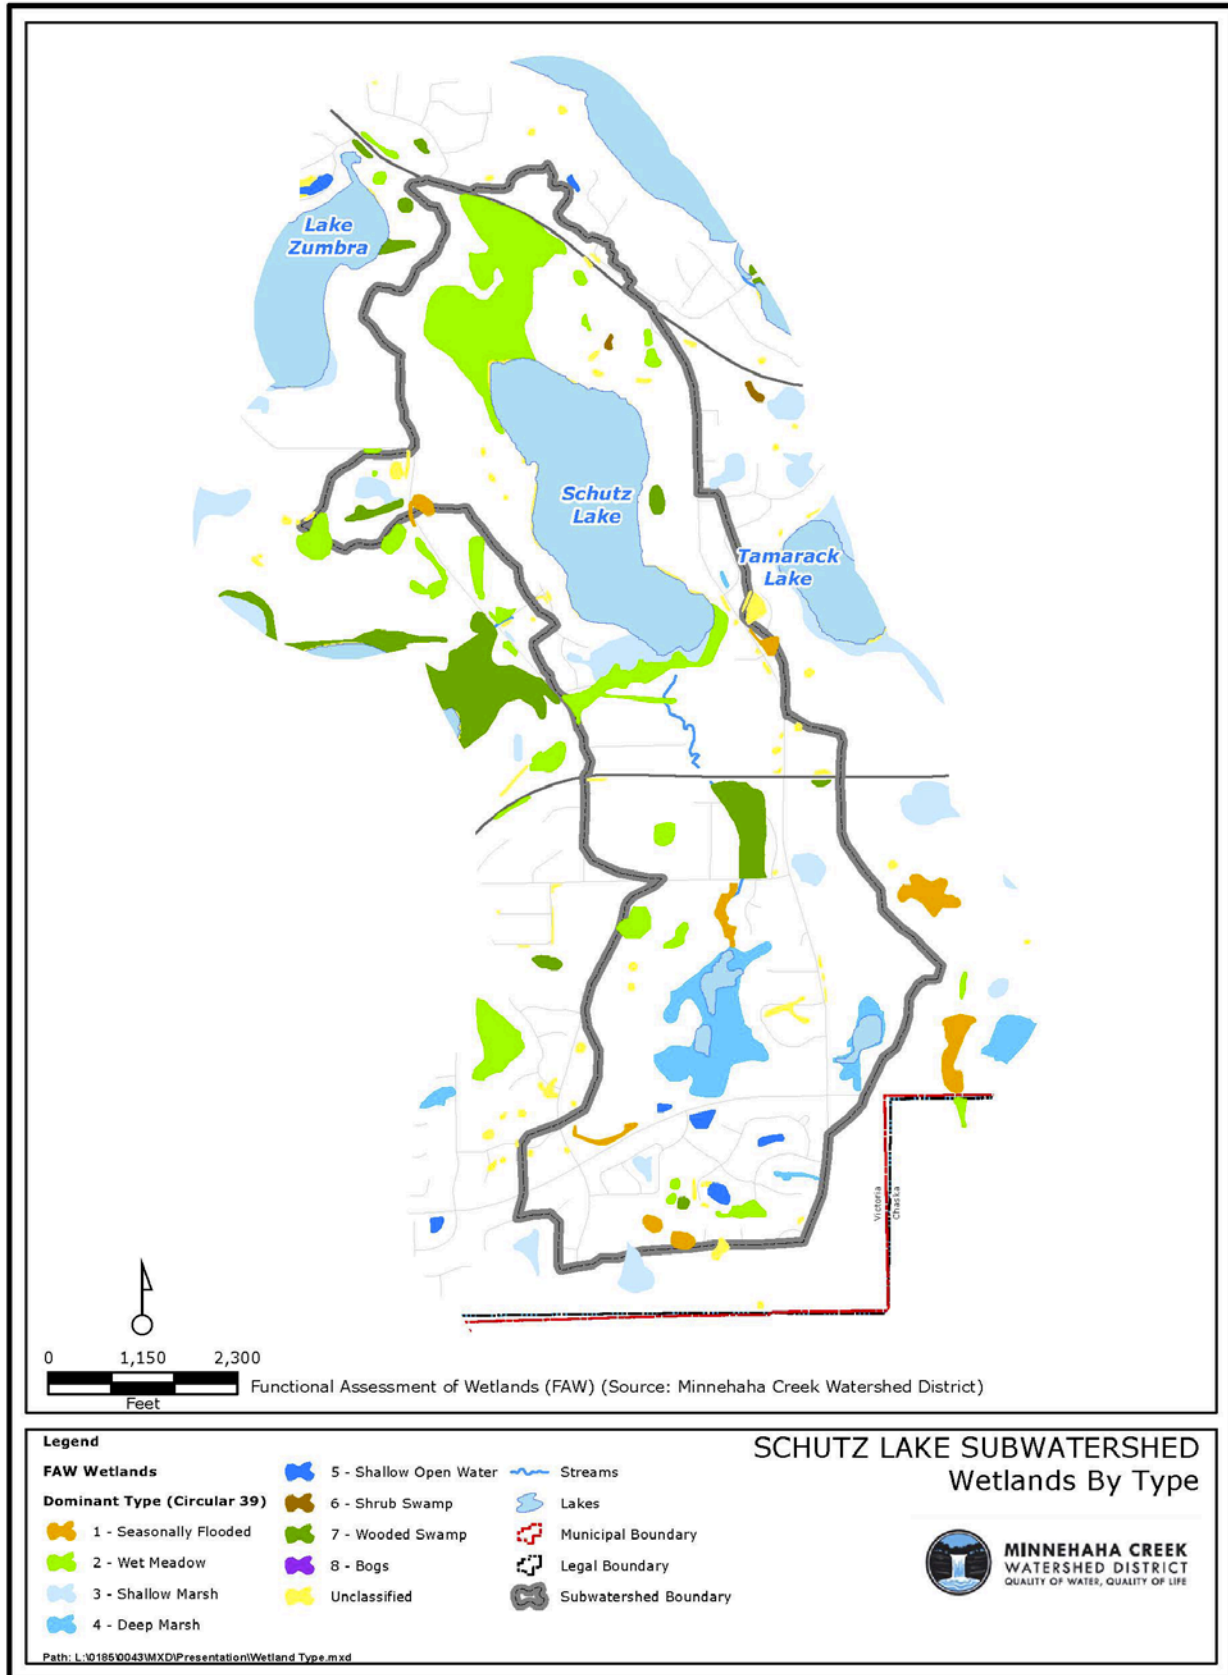 Lake
Zumbra
Schutz
Lake
Tamarack
Lake
Victoria
Chaska
0 1,150 2,300
Feet
Functional Assessment of Wetlands (FAW) (Source: Minnehaha Creek Watershed District)
Legend
FAW Wetlands
Dominant Type (Circular 39)
1 - Seasonally Flooded
2 - Wet Meadow
3 - Shallow Marsh
4 - Deep Marsh
5 - Shallow Open Water
6 - Shrub Swamp
7 - Wooded Swamp
8 - Bogs
Unclassified
Streams
Lakes
Municipal Boundary
Legal Boundary
Subwatershed Boundary
SCHUTZ LAKE SUBWATERSHED
Wetlands By Type
MINNEHAHA CREEK
WATERSHED DISTRICT
QUALITY OF WATER, QUALITY OF LIFE
Path: L:\0185\0043\MXD\Presentation\Wetland Type.mxd